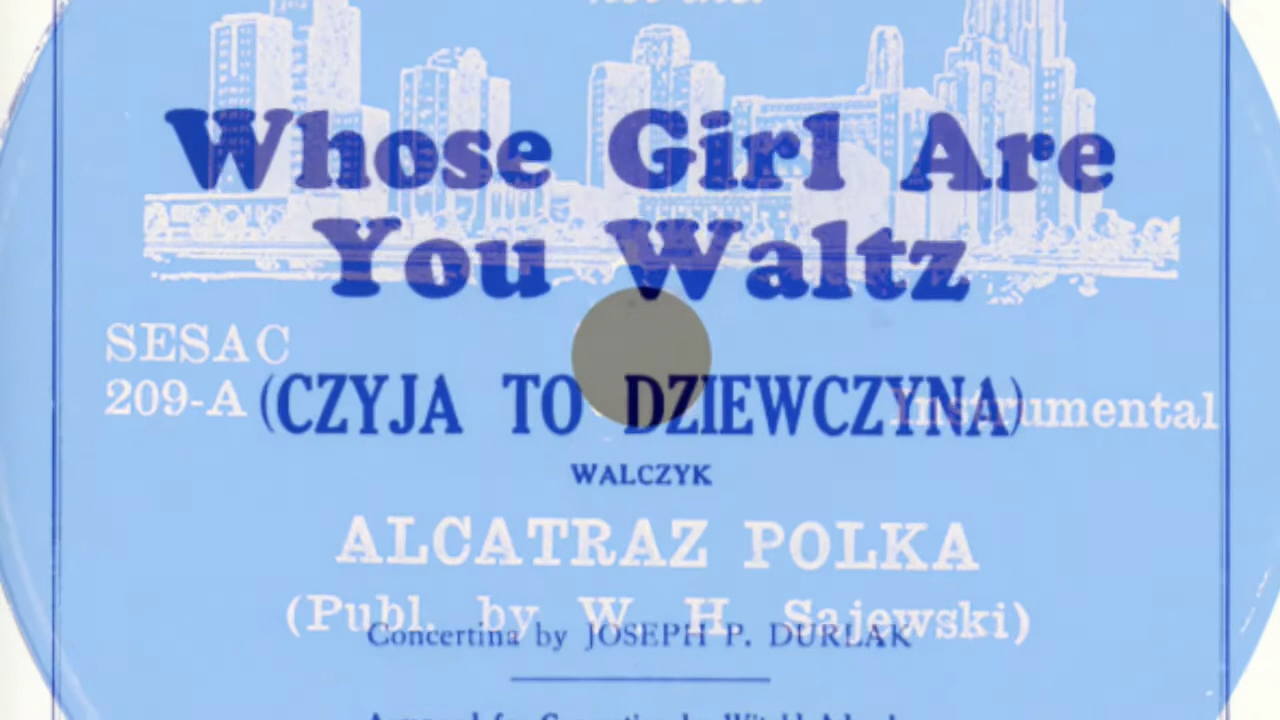 Whose Girl Are
You Waltz
SESAC
209-A
(CZYJA TO DZIEWCZYNA)
Instrumental
WALCZYK
ALCATRAZ POLKA
(Publ. by W. H. Sajewski)
Concertina by JOSEPH P. DURLAK